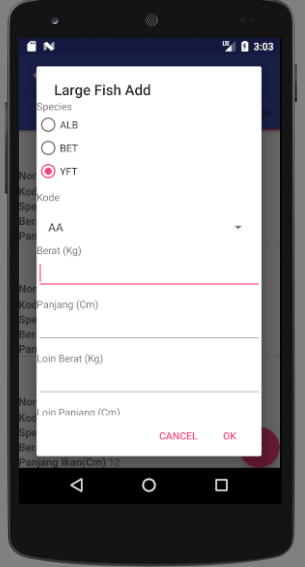 LTE 3:03
Large Fish Add
Species
ALB
BET
YFT
Kode
AA
Berat (Kg)
Panjang (Cm)
Loin Berat (Kg)
Loin Panjang (Cm)
CANCEL OK
Panjang Ikan(Cm) 12